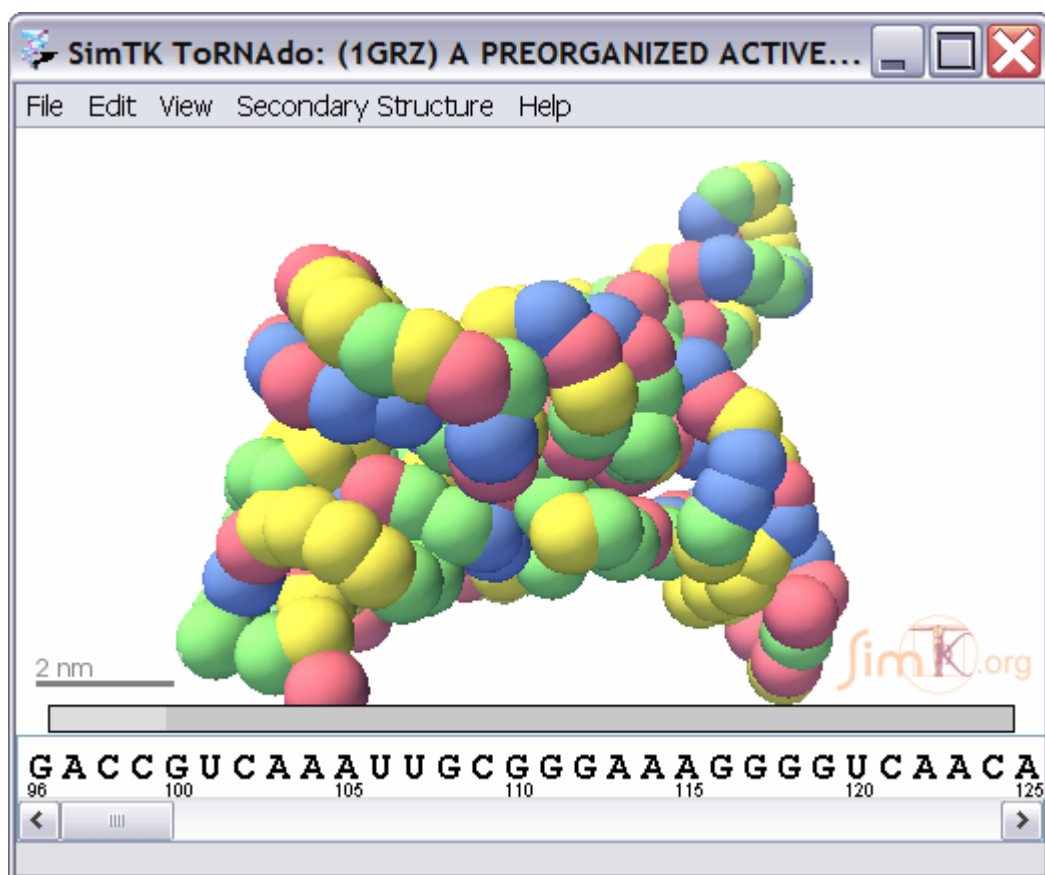 SimTK ToRNAdo: (1GRZ) A PREORGANIZED ACTIVE...
File Edit View Secondary Structure Help
SimTK.org
2 nm
G A C C G U C A A A U U G C G G G A A A G G G G U C A A C A
96 100 105 110 115 120 125